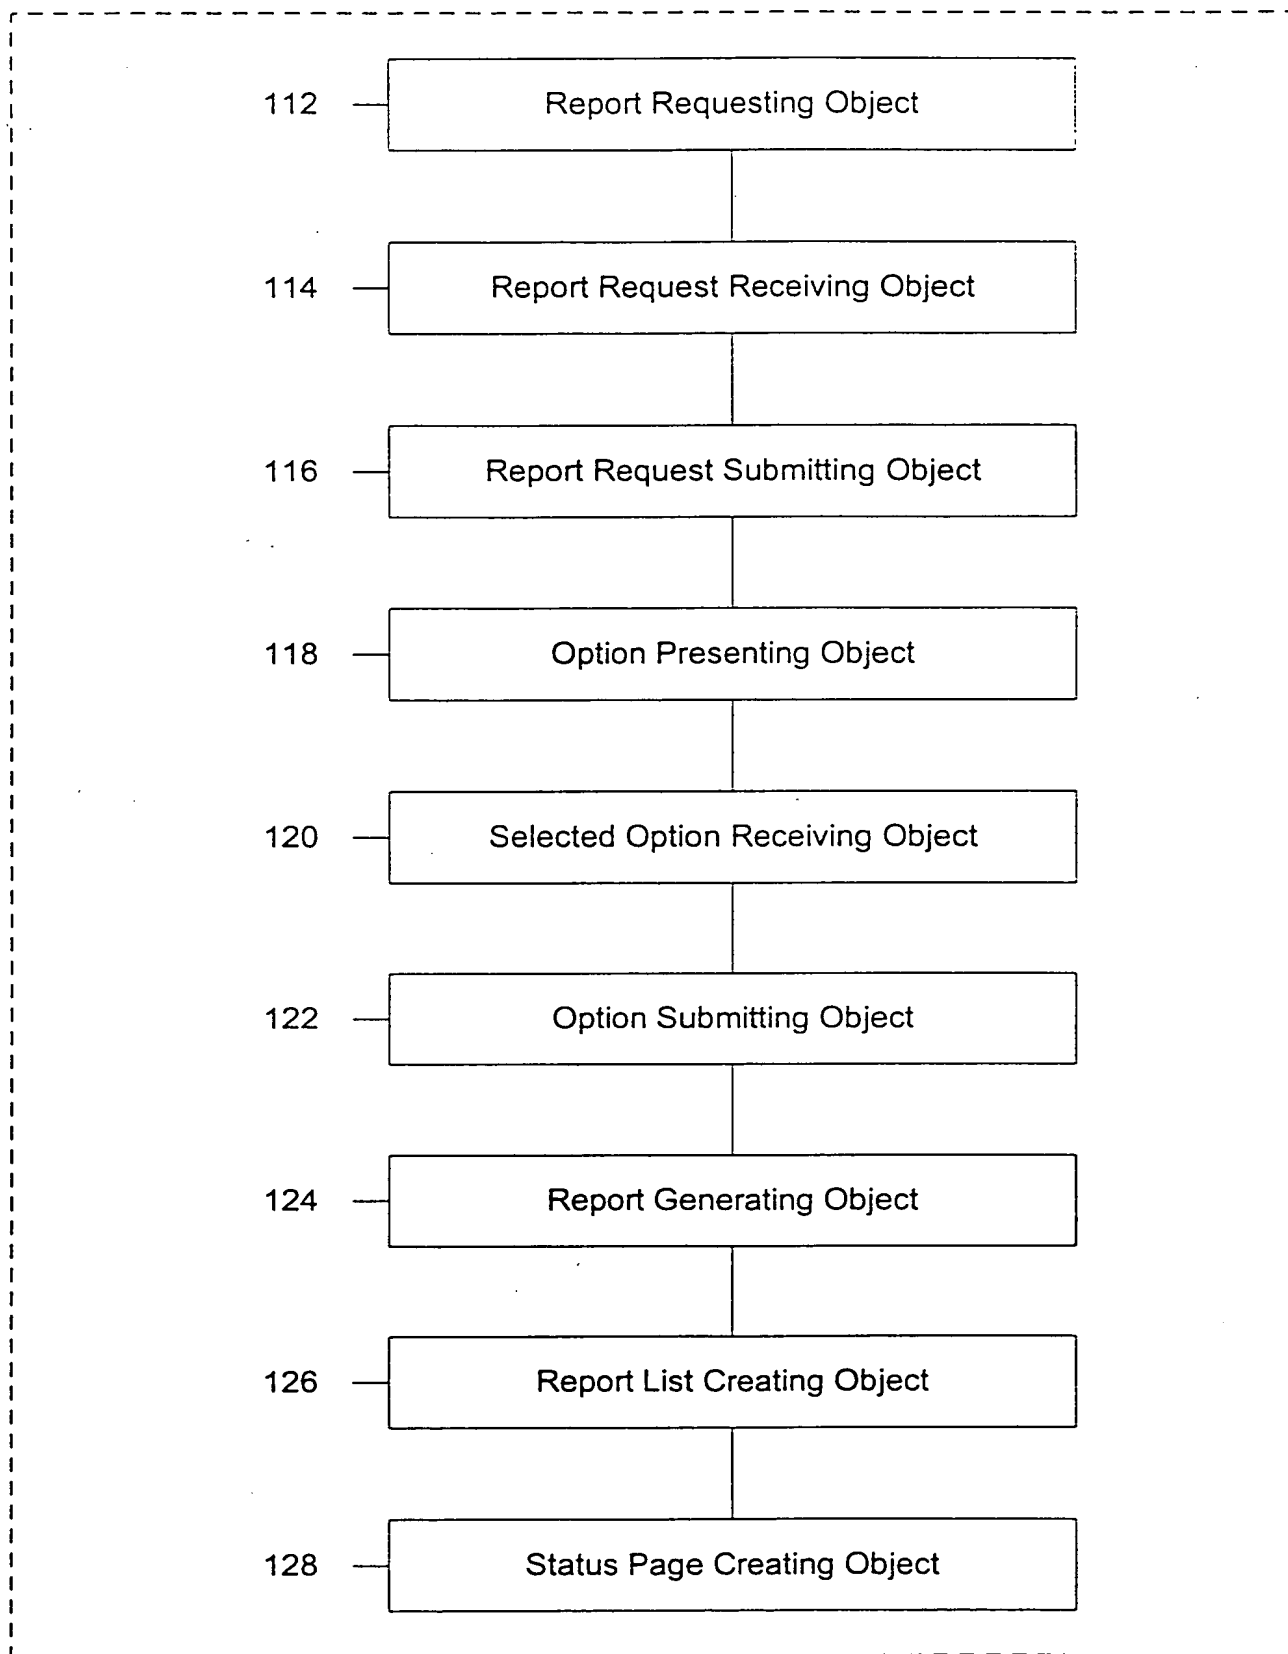 112 Report Requesting Object
114 Report Request Receiving Object
116 Report Request Submitting Object
118 Option Presenting Object
120 Selected Option Receiving Object
122 Option Submitting Object
124 Report Generating Object
126 Report List Creating Object
128 Status Page Creating Object